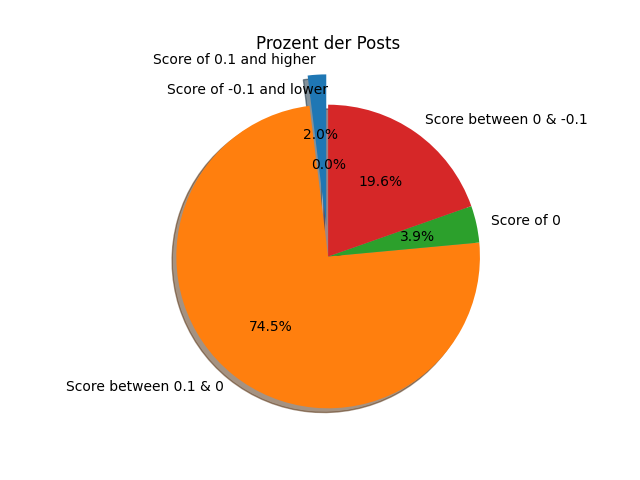 Prozent der Posts
Score of 0.1 and higher
Score of -0.1 and lower
Score between 0 & -0.1
2.0%
0.0%
19.6%
Score of 0
3.9%
74.5%
Score between 0.1 & 0